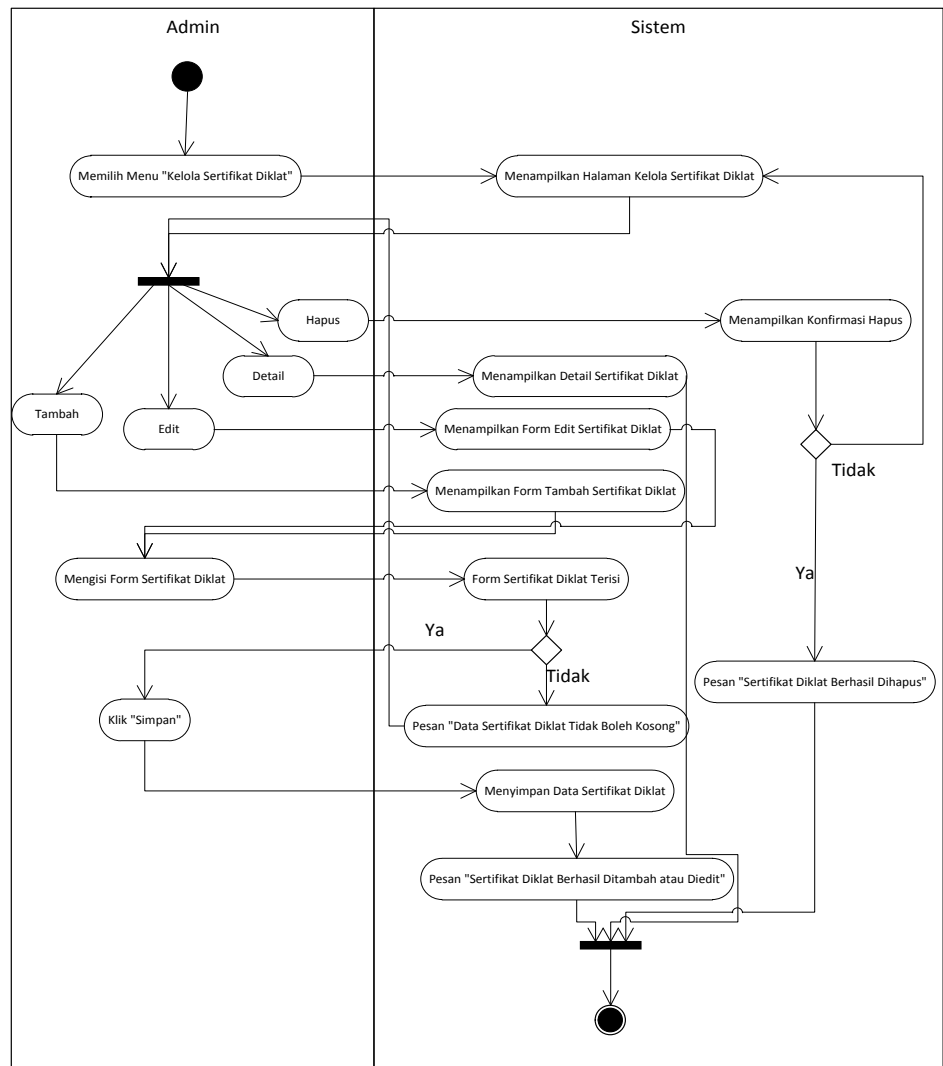 Admin
Sistem
Memilih Menu "Kelola Sertifikat Diklat"
Menampilkan Halaman Kelola Sertifikat Diklat
Hapus
Menampilkan Konfirmasi Hapus
Detail
Menampilkan Detail Sertifikat Diklat
Tambah
Edit
Menampilkan Form Edit Sertifikat Diklat
Tidak
Menampilkan Form Tambah Sertifikat Diklat
Mengisi Form Sertifikat Diklat
Form Sertifikat Diklat Terisi
Ya
Ya
Tidak
Pesan "Sertifikat Diklat Berhasil Dihapus"
Klik "Simpan"
Pesan "Data Sertifikat Diklat Tidak Boleh Kosong"
Menyimpan Data Sertifikat Diklat
Pesan "Sertifikat Diklat Berhasil Ditambah atau Diedit"